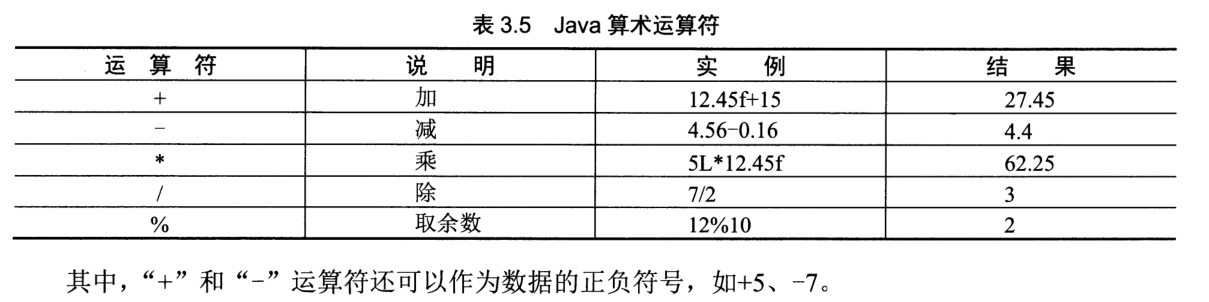 表 3.5 Java 算术运算符
运 算 符 说 明 实 例 结 果
+ 加 12.45f+15 27.45
− 减 4.56−0.16 4.4
* 乘 5L*12.45f 62.25
/ 除 7/2 3
% 取余数 12%10 2
其中，“+”和“−”运算符还可以作为数据的正负符号，如+5、−7。